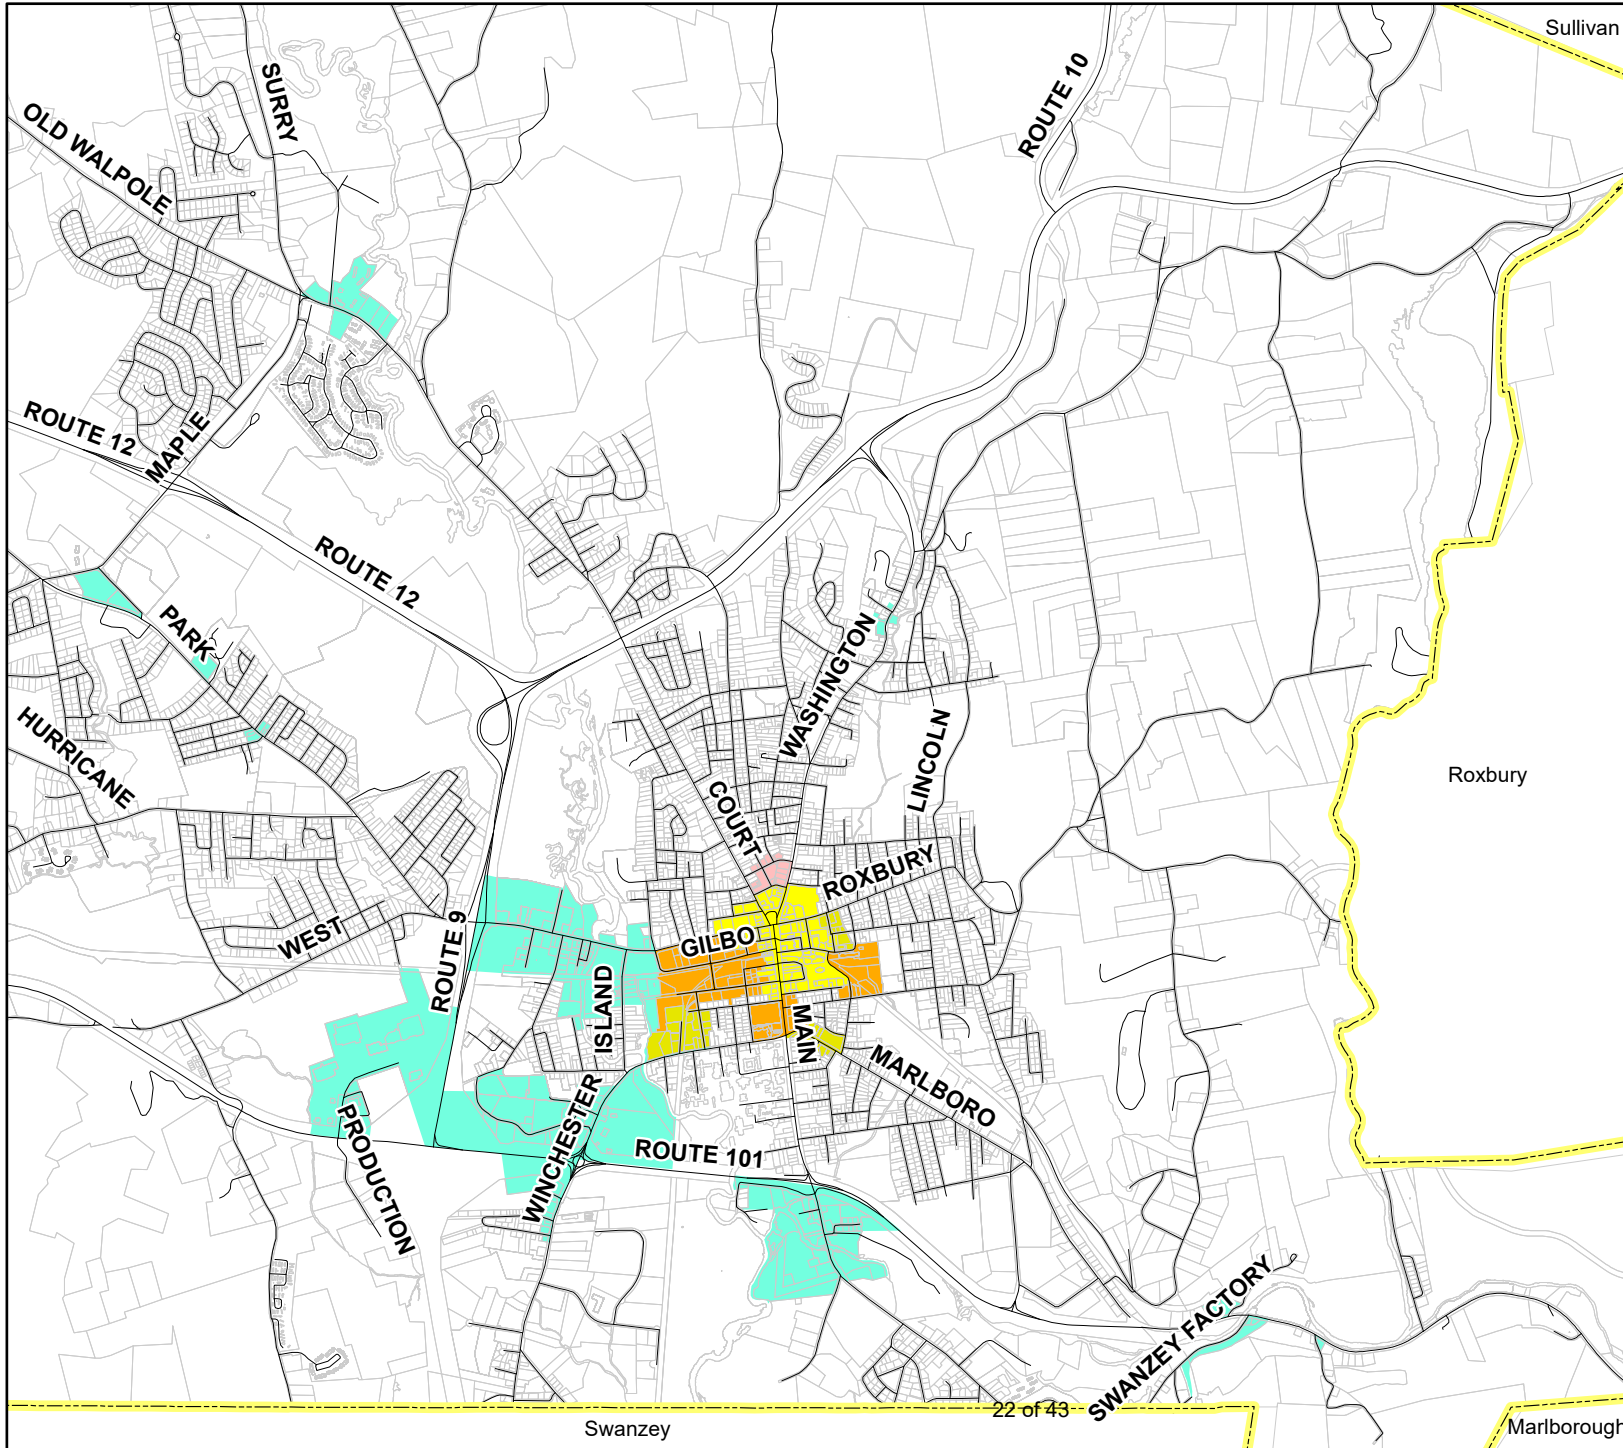 Sullivan
SURRY
ROUTE 10
OLD WALPOLE
ROUTE 12
MAPLE
ROUTE 12
PARK
WASHINGTON
HURRICANE
LINCOLN
Roxbury
COURT
ROXBURY
WEST
ROUTE 9
GILBO
ISLAND
MAIN
MARLBORO
PRODUCTION
WINCHESTER
ROUTE 101
SWANZEY FACTORY
22 of 43
Swanzey
Marlborough